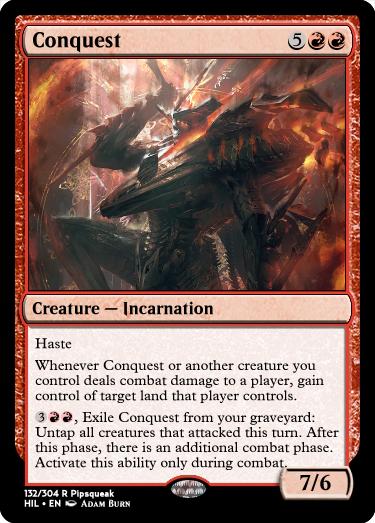 Conquest 5
Creature — Incarnation
Haste
Whenever Conquest or another creature you
control deals combat damage to a player, gain
control of target land that player controls.
3, Exile Conquest from your graveyard:
Untap all creatures that attacked this turn. After
this phase, there is an additional combat phase.
Activate this ability only during combat.
7/6
132/304 R Pipsqueak
HIL • EN Adam Burn